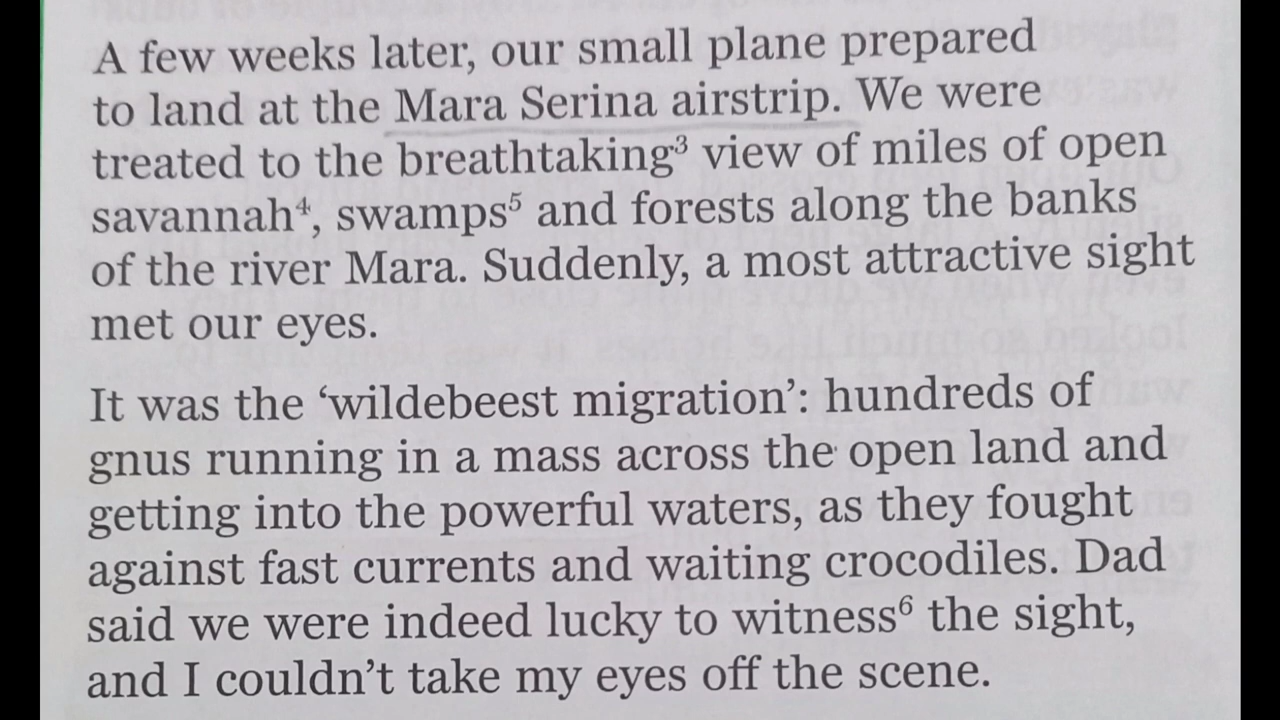 A few weeks later, our small plane prepared
to land at the Mara Serina airstrip. We were
treated to the breathtaking³ view of miles of open
savannah⁴, swamps⁵ and forests along the banks
of the river Mara. Suddenly, a most attractive sight
met our eyes.
It was the ‘wildebeest migration’: hundreds of
gnus running in a mass across the open land and
getting into the powerful waters, as they fought
against fast currents and waiting crocodiles. Dad
said we were indeed lucky to witness⁶ the sight,
and I couldn’t take my eyes off the scene.